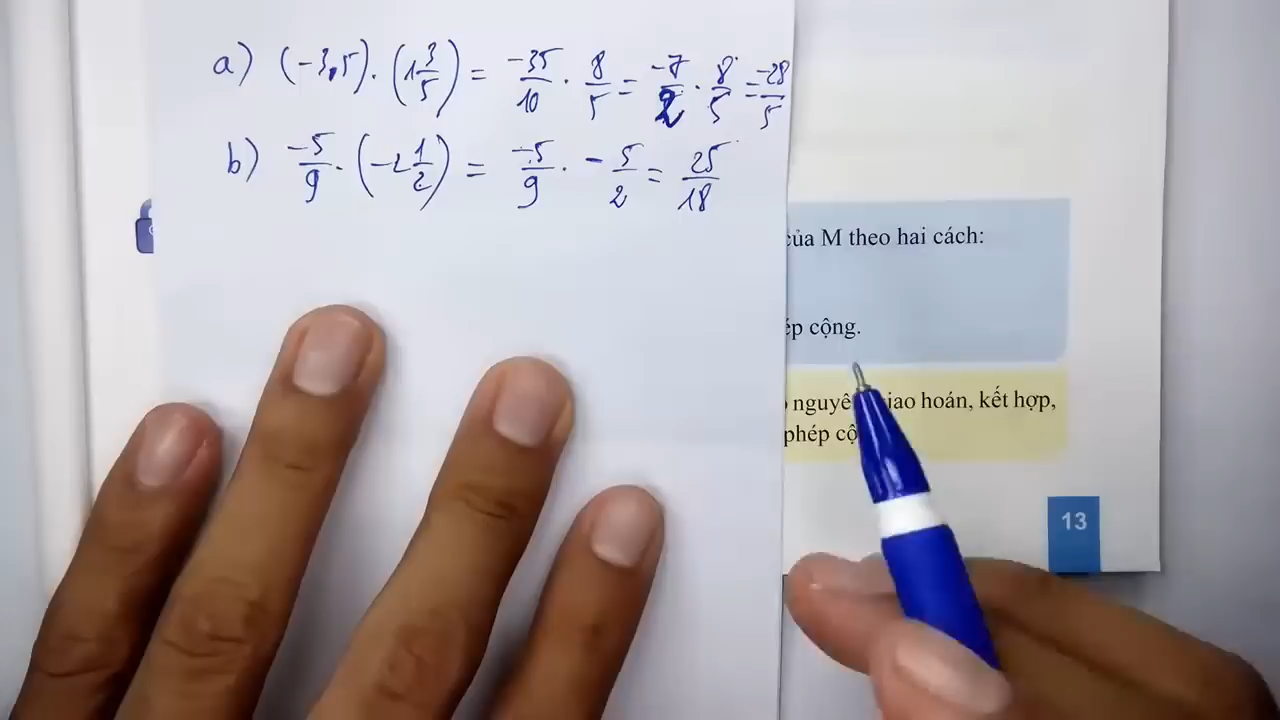 a) (-3,5) . (1 3/5) = -35/10 . 8/5 = -7/2 . 8/5 = -28/5
b) -5/9 . (-2 1/2) = -5/9 . -5/2 = 25/18
của M theo hai cách:
ép cộng.
nguyê giao hoán, kết hợp,
phép cộ
13